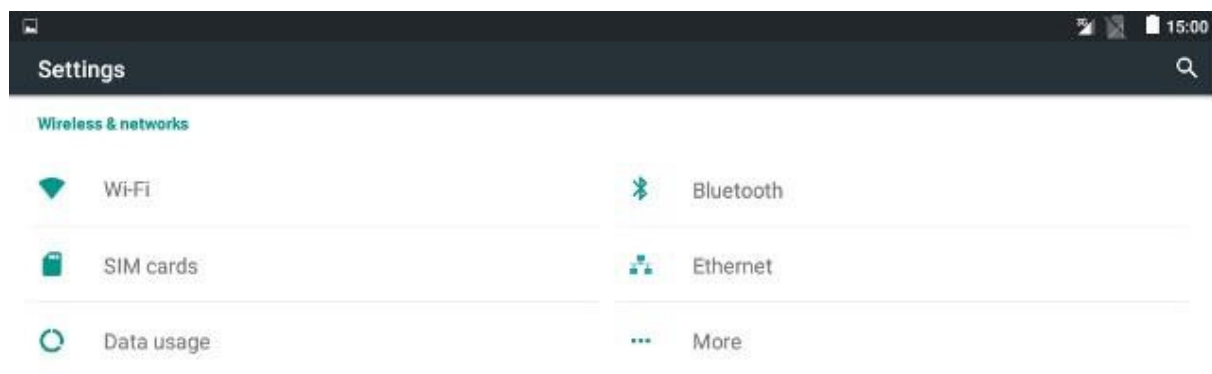 15:00
Settings
Wireless & networks
Wi-Fi
Bluetooth
SIM cards
Ethernet
Data usage
More